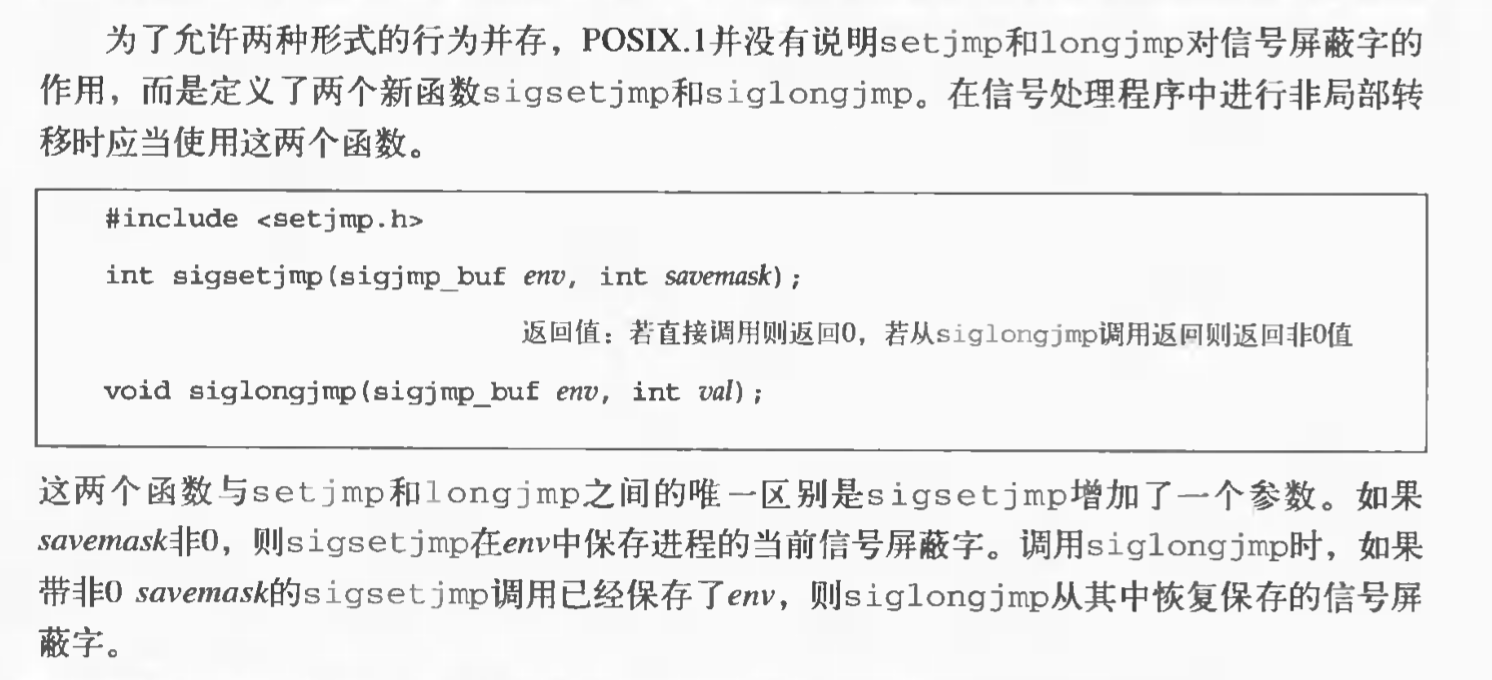 为了允许两种形式的行为并存，POSIX.1并没有说明setjmp和longjmp对信号屏蔽字的
作用，而是定义了两个新函数sigsetjmp和siglongjmp。在信号处理程序中进行非局部转
移时应当使用这两个函数。
#include <setjmp.h>
int sigsetjmp(sigjmp_buf env, int savemask);
返回值：若直接调用则返回0，若从siglongjmp调用返回则返回非0值
void siglongjmp(sigjmp_buf env, int val);
这两个函数与setjmp和longjmp之间的唯一区别是sigsetjmp增加了一个参数。如果
savemask非0，则sigsetjmp在env中保存进程的当前信号屏蔽字。调用siglongjmp时，如果
带非0 savemask的sigsetjmp调用已经保存了env，则siglongjmp从其中恢复保存的信号屏
蔽字。